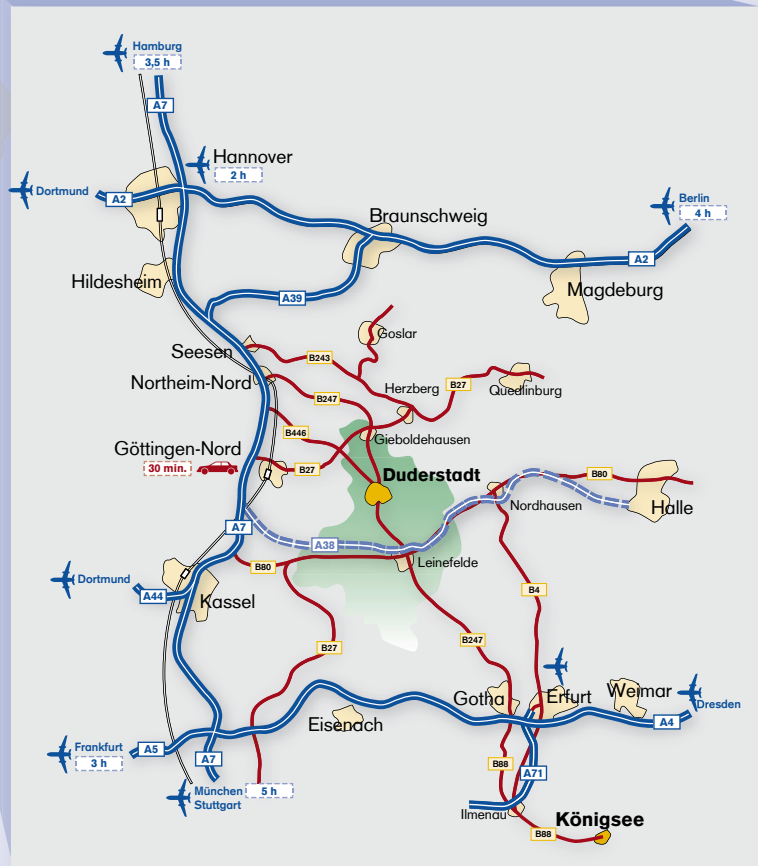 Hamburg
3,5 h
A7
Hannover
2 h
Dortmund
A2
Berlin
4 h
Braunschweig
A2
Hildesheim
Magdeburg
A39
Goslar
Seesen
B243
Northeim-Nord
Herzberg
B27
Quedlinburg
B247
B446
Gieboldehausen
Göttingen-Nord
30 min.
B27
Duderstadt
B80
Nordhausen
Halle
A7
A38
Leinefelde
B80
Dortmund
A44
Kassel
B4
B247
B27
Gotha
Erfurt
Weimar
Dresden
Eisenach
A4
Frankfurt
3 h
A5
A7
B88
A71
München
Stuttgart
5 h
Ilmenau
Königsee
B88